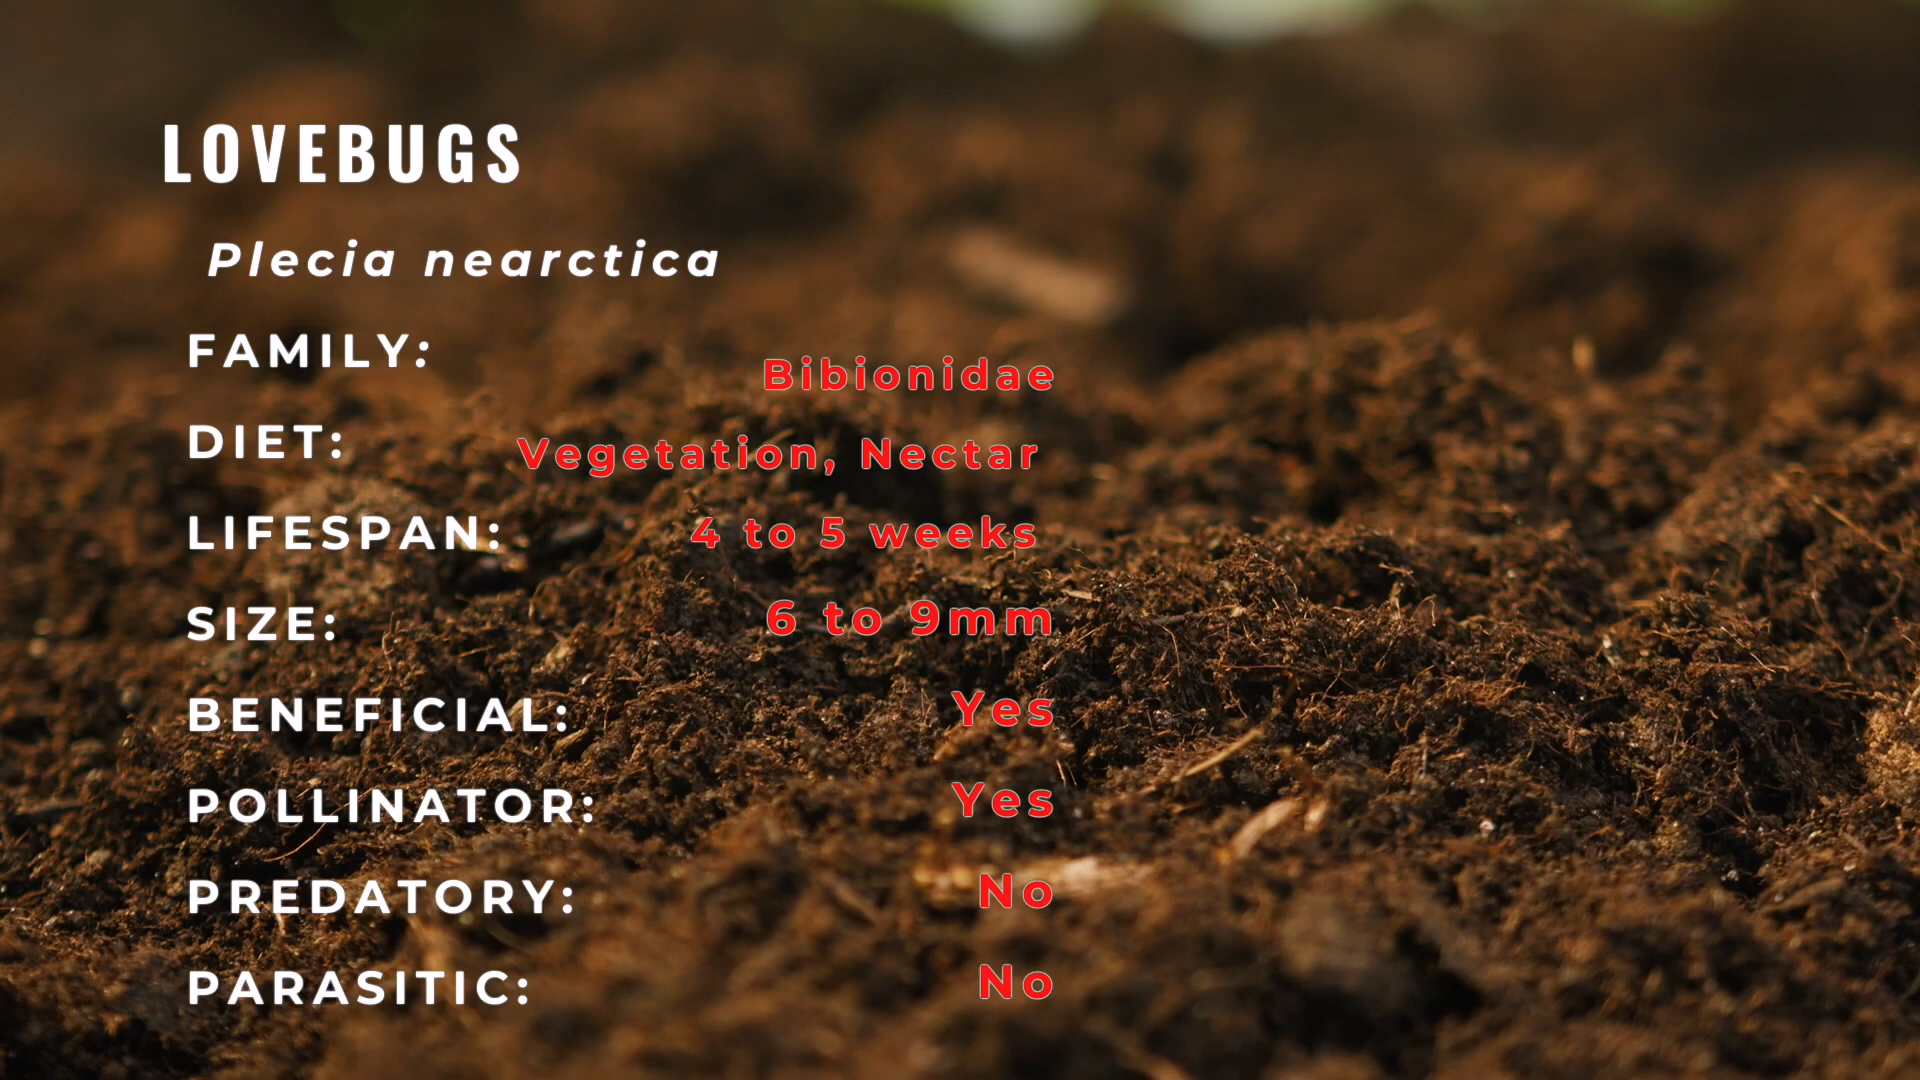 LOVEBUGS
Plecia nearctica
FAMILY: Bibionidae
DIET: Vegetation, Nectar
LIFESPAN: 4 to 5 weeks
SIZE: 6 to 9mm
BENEFICIAL: Yes
POLLINATOR: Yes
PREDATORY: No
PARASITIC: No